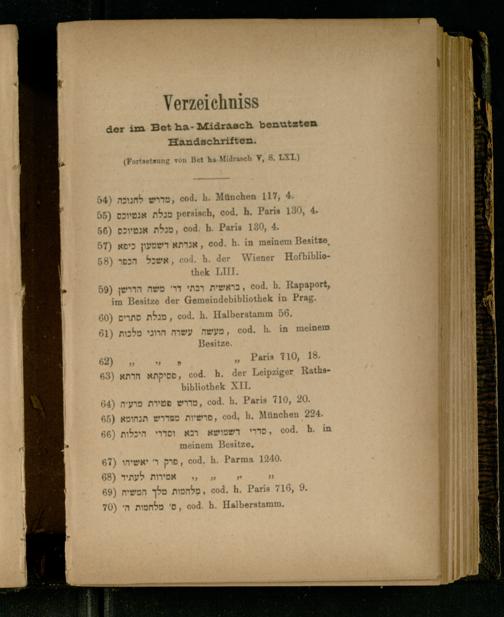 Verzeichniss
der im Bet ha-Midrasch benutzten
Handschriften.
(Fortsetzung von Bet ha-Midrasch V, S. LXI.)
54) מדרש לחנוכה, cod. h. München 117, 4.
55) מגלת אנטיוכס persisch, cod. h. Paris 130, 4.
56) מגלת אנטיוכס, cod. h. Paris 130, 4.
57) אגדתא דשמעון כיפא, cod. h. in meinem Besitze.
58) אשכל הכפר, cod. h. der Wiener Hofbiblio-
thek LIII.
59) בראשית רבתי דר׳ משה הדרשן, cod. h. Rapaport,
im Besitze der Gemeindebibliothek in Prag.
60) מגלת סתרים, cod. h. Halberstamm 56.
61) מעשה עשרה הרוגי מלכות, cod. h. in meinem
Besitze.
62) „ „ „ „ Paris 710, 18.
63) פסיקתא חדתא, cod. h. der Leipziger Raths-
bibliothek XII.
64) מדרש פטירת מרע״ה, cod. h. Paris 710, 20.
65) פרשיות ממדרש תנחומא, cod. h. München 224.
66) סדרי דשמושא רבא וסדרי היכלות, cod. h. in
meinem Besitze.
67) פרק ר׳ יאשיהו, cod. h. Parma 1240.
68) אמירות לעתיד „ „ „ „
69) מלחמות מלך המשיח, cod. h. Paris 716, 9.
70) ס׳ מלחמות ה׳, cod. h. Halberstamm.